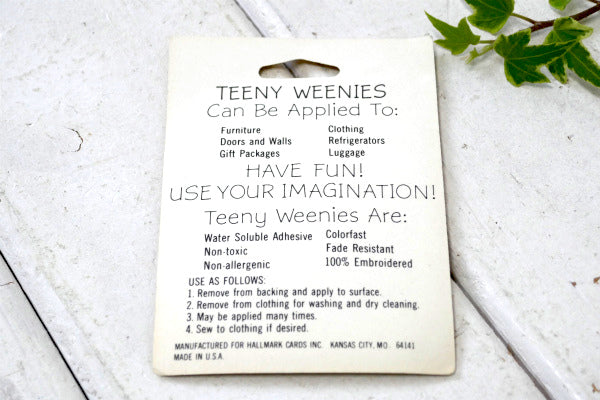 TEENY WEENIES
Can Be Applied To:
Furniture Clothing
Doors and Walls Refrigerators
Gift Packages Luggage
HAVE FUN!
USE YOUR IMAGINATION!
Teeny Weenies Are:
Water Soluble Adhesive Colorfast
Non-toxic Fade Resistant
Non-allergenic 100% Embroidered
USE AS FOLLOWS:
1. Remove from backing and apply to surface.
2. Remove from clothing for washing and dry cleaning.
3. May be applied many times.
4. Sew to clothing if desired.
MANUFACTURED FOR HALLMARK CARDS INC. KANSAS CITY, MO. 64141
MADE IN U.S.A.